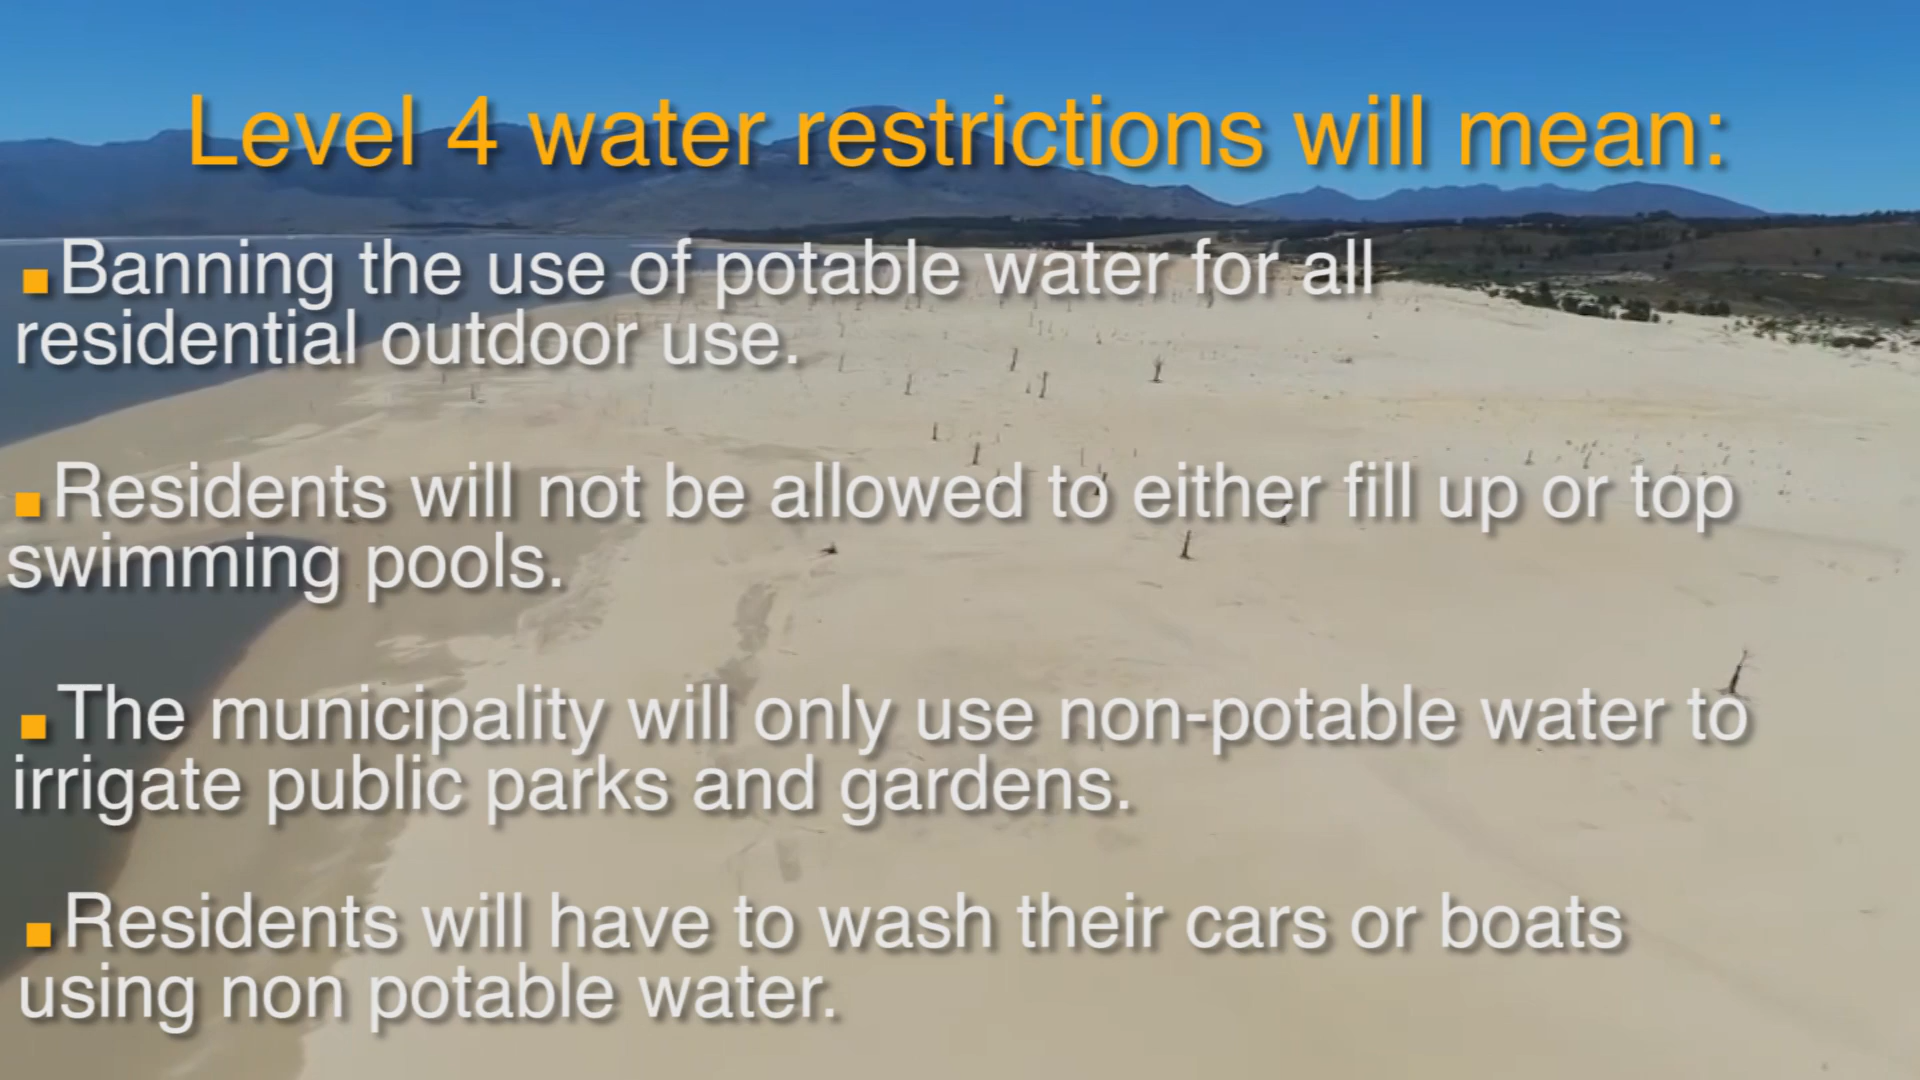 Level 4 water restrictions will mean:
Banning the use of potable water for all
residential outdoor use.
Residents will not be allowed to either fill up or top
swimming pools.
The municipality will only use non-potable water to
irrigate public parks and gardens.
Residents will have to wash their cars or boats
using non potable water.